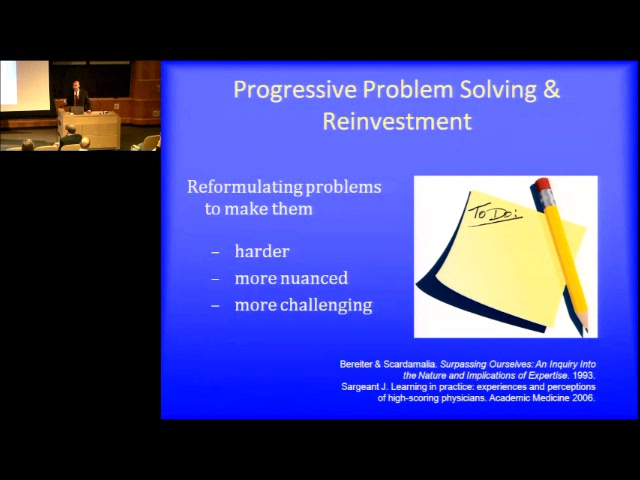 Progressive Problem Solving &
Reinvestment
Reformulating problems
to make them
– harder
– more nuanced
– more challenging
To Do:
Bereiter & Scardamalia. Surpassing Ourselves: An Inquiry Into
the Nature and Implications of Expertise. 1993.
Sargeant J. Learning in practice: experiences and perceptions
of high-scoring physicians. Academic Medicine 2006.